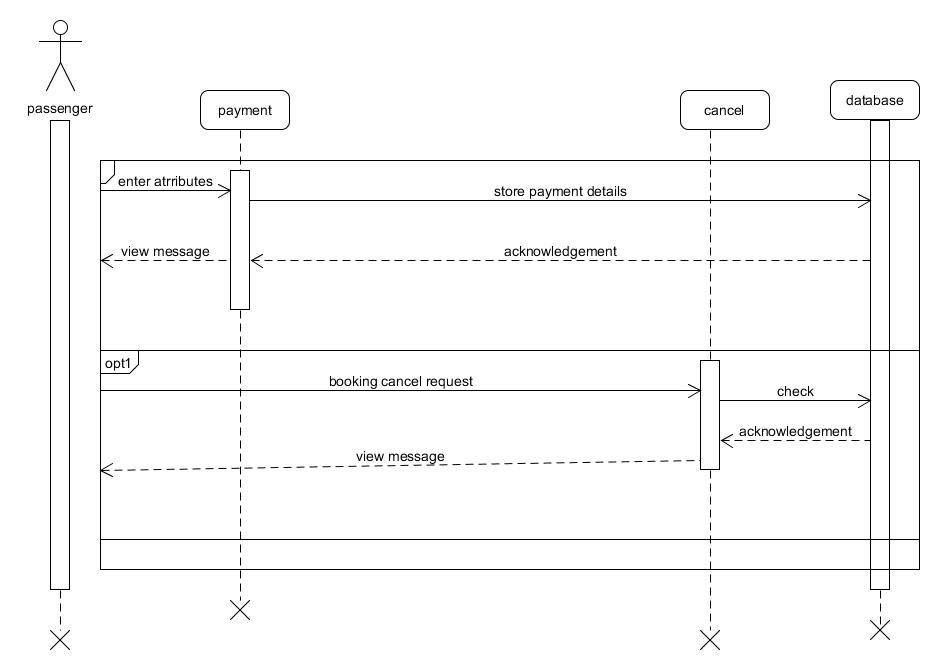 passenger
payment
cancel
database
enter atrributes
store payment details
view message
acknowledgement
opt1
booking cancel request
check
acknowledgement
view message